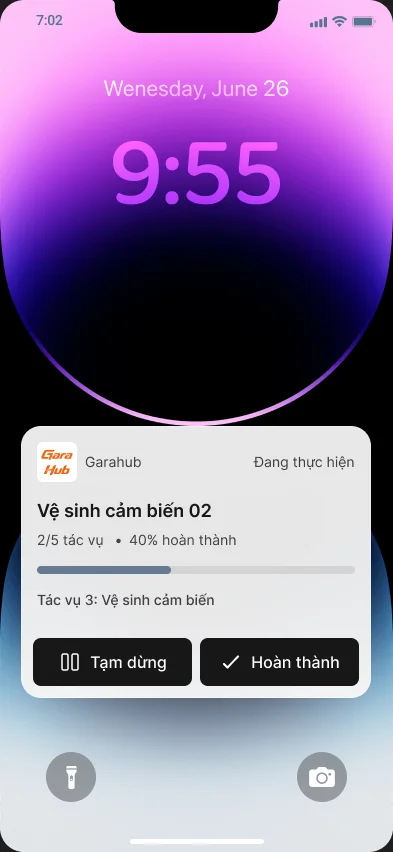 7:02
Wenesday, June 26
9:55
Gara
Hub
Garahub
Đang thực hiện
Vệ sinh cảm biến 02
2/5 tác vụ • 40% hoàn thành
Tác vụ 3: Vệ sinh cảm biến
Tạm dừng
Hoàn thành